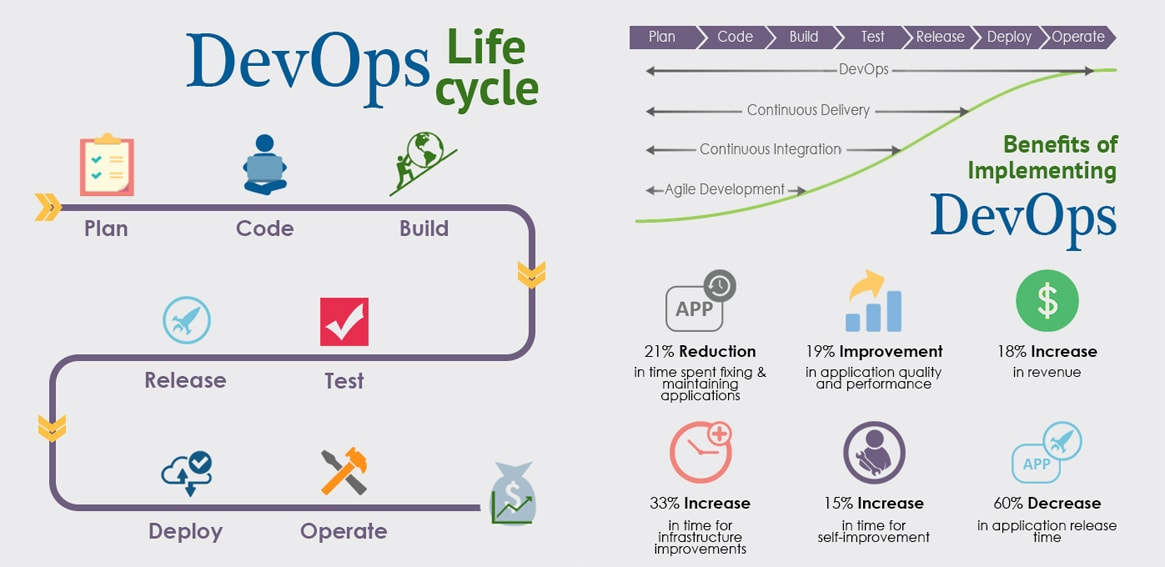 DevOps Life
cycle
Plan
Code
Build
Release
Test
Deploy
Operate
$
Plan
Code
Build
Test
Release
Deploy
Operate
DevOps
Continuous Delivery
Continuous Integration
Agile Development
Benefits of
Implementing
DevOps
APP
21% Reduction
in time spent fixing &
maintaining
applications
19% Improvement
in application quality
and performance
$
18% Increase
in revenue
33% Increase
in time for
infrastructure
improvements
15% Increase
in time for
self-improvement
APP
60% Decrease
in application release
time